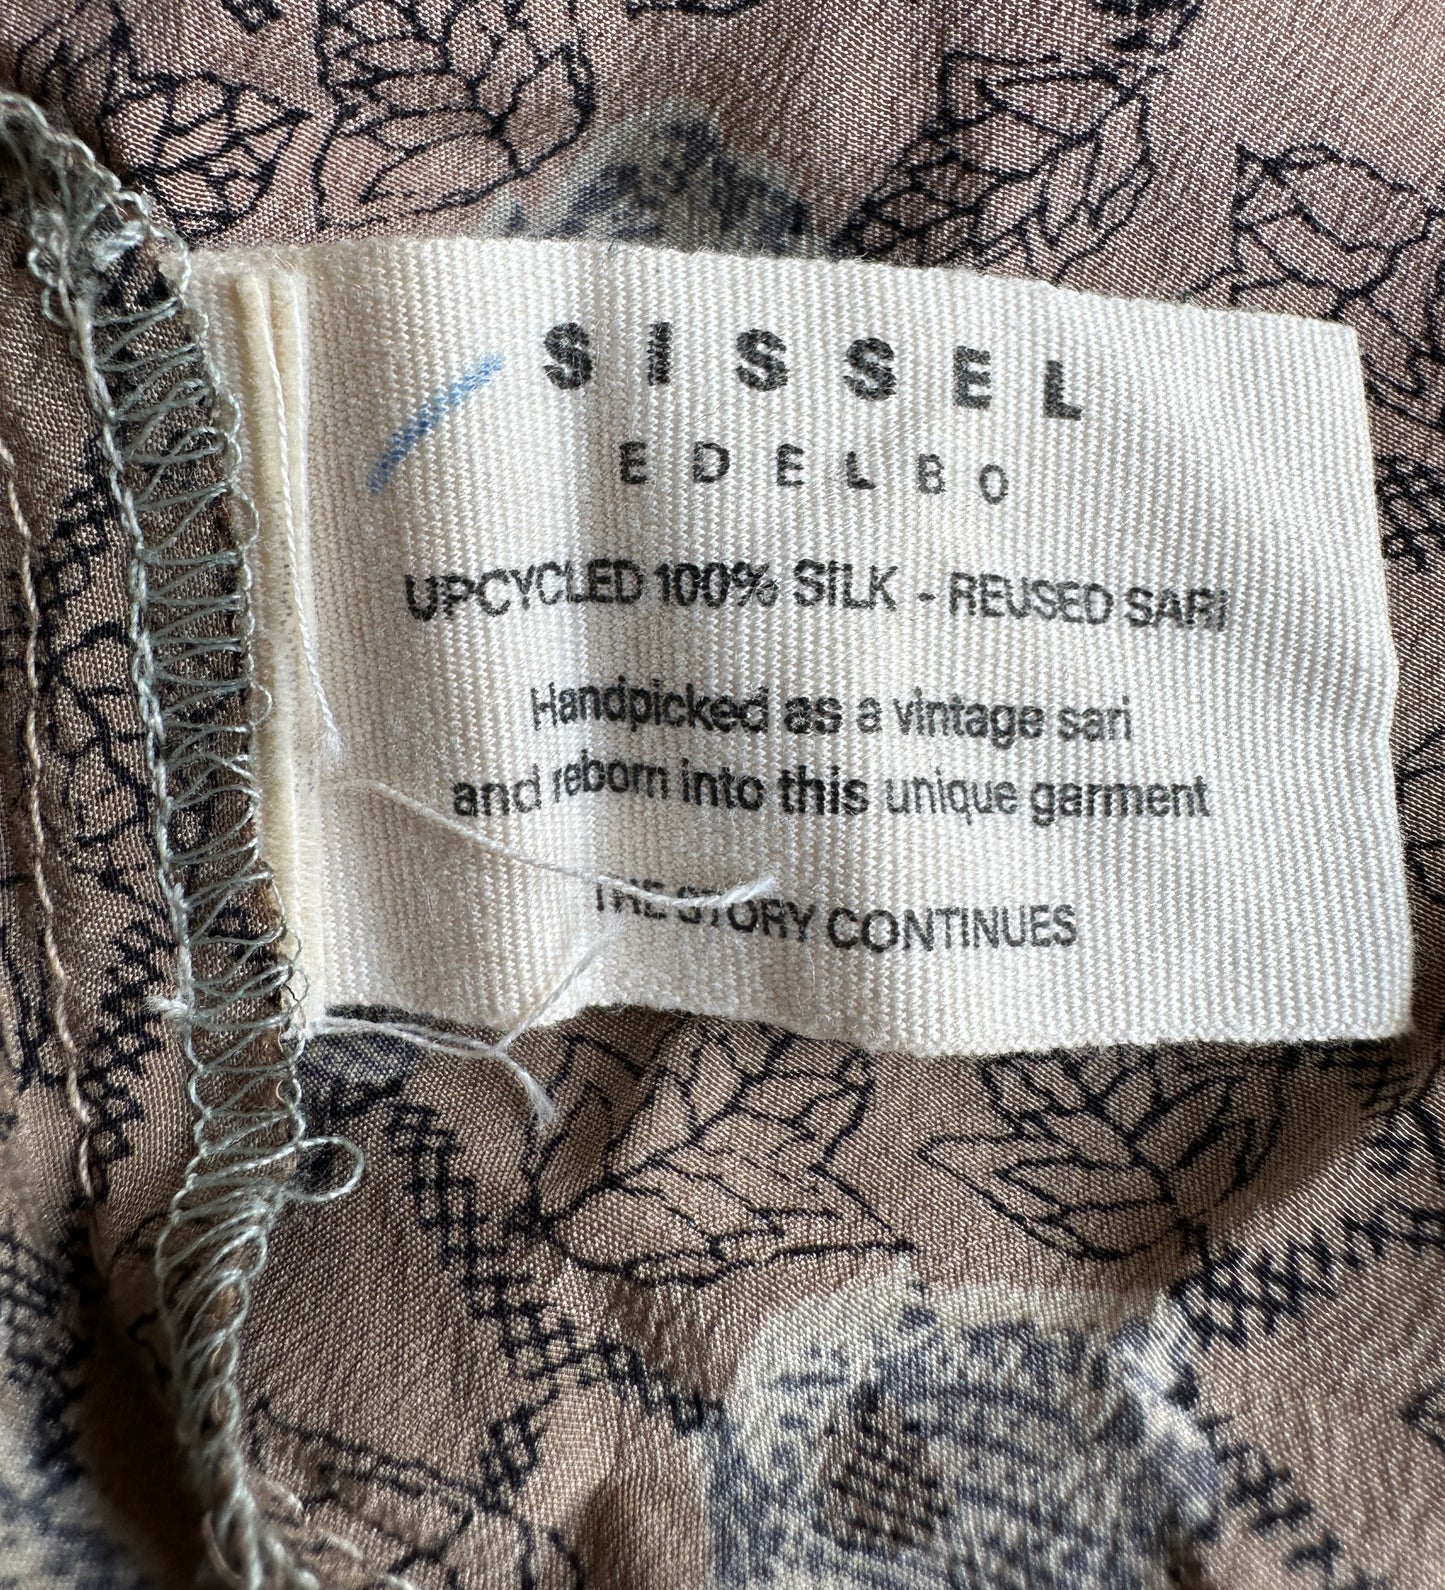 SISSEL
EDELBO
UPCYCLED 100% SILK - REUSED SARI
Handpicked as a vintage sari
and reborn into this unique garment
THE STORY CONTINUES